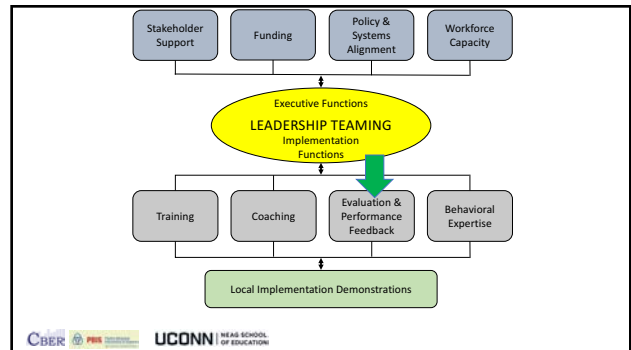 Stakeholder
Support
Funding
Policy &
Systems
Alignment
Workforce
Capacity
Executive Functions
LEADERSHIP TEAMING
Implementation
Functions
Training
Coaching
Evaluation &
Performance
Feedback
Behavioral
Expertise
Local Implementation Demonstrations
CBER
PBIS
UCONN
NEAG SCHOOL
OF EDUCATION